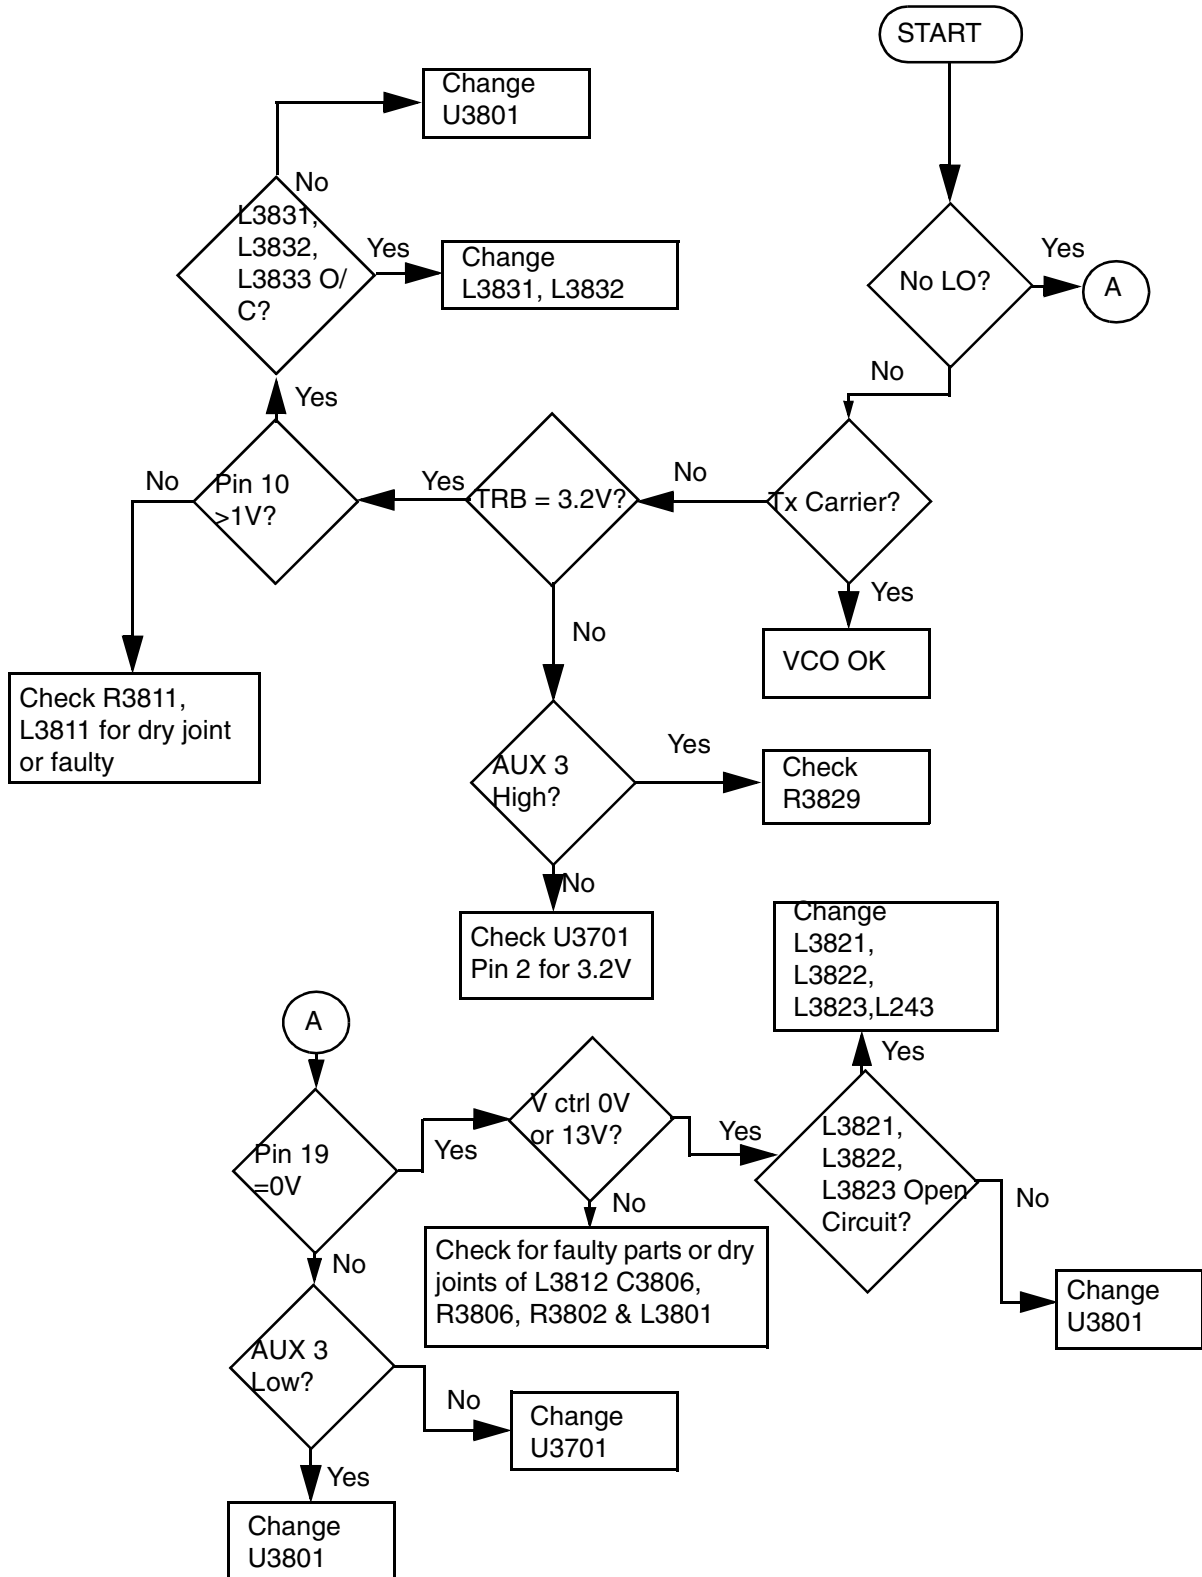 START
Change
U3801
No
L3831,
L3832,
L3833 O/
C?
Yes
Change
L3831, L3832
No LO?
Yes
A
No
Yes
Pin 10
>1V?
No
Yes
TRB = 3.2V?
No
Tx Carrier?
Yes
VCO OK
No
Check R3811,
L3811 for dry joint
or faulty
AUX 3
High?
Yes
Check
R3829
No
Check U3701
Pin 2 for 3.2V
Change
L3821,
L3822,
L3823,L243
Yes
A
Pin 19
=0V
Yes
V ctrl 0V
or 13V?
Yes
L3821,
L3822,
L3823 Open
Circuit?
No
No
Check for faulty parts or dry
joints of L3812 C3806,
R3806, R3802 & L3801
Change
U3801
No
AUX 3
Low?
No
Change
U3701
Yes
Change
U3801